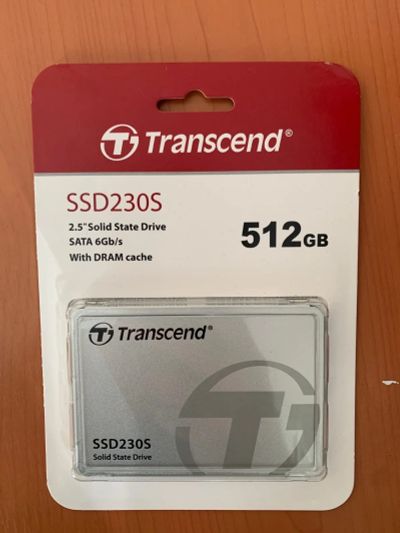 Transcend®
SSD230S
2.5" Solid State Drive
SATA 6Gb/s
With DRAM cache
512GB
Transcend®
SSD230S
Solid State Drive